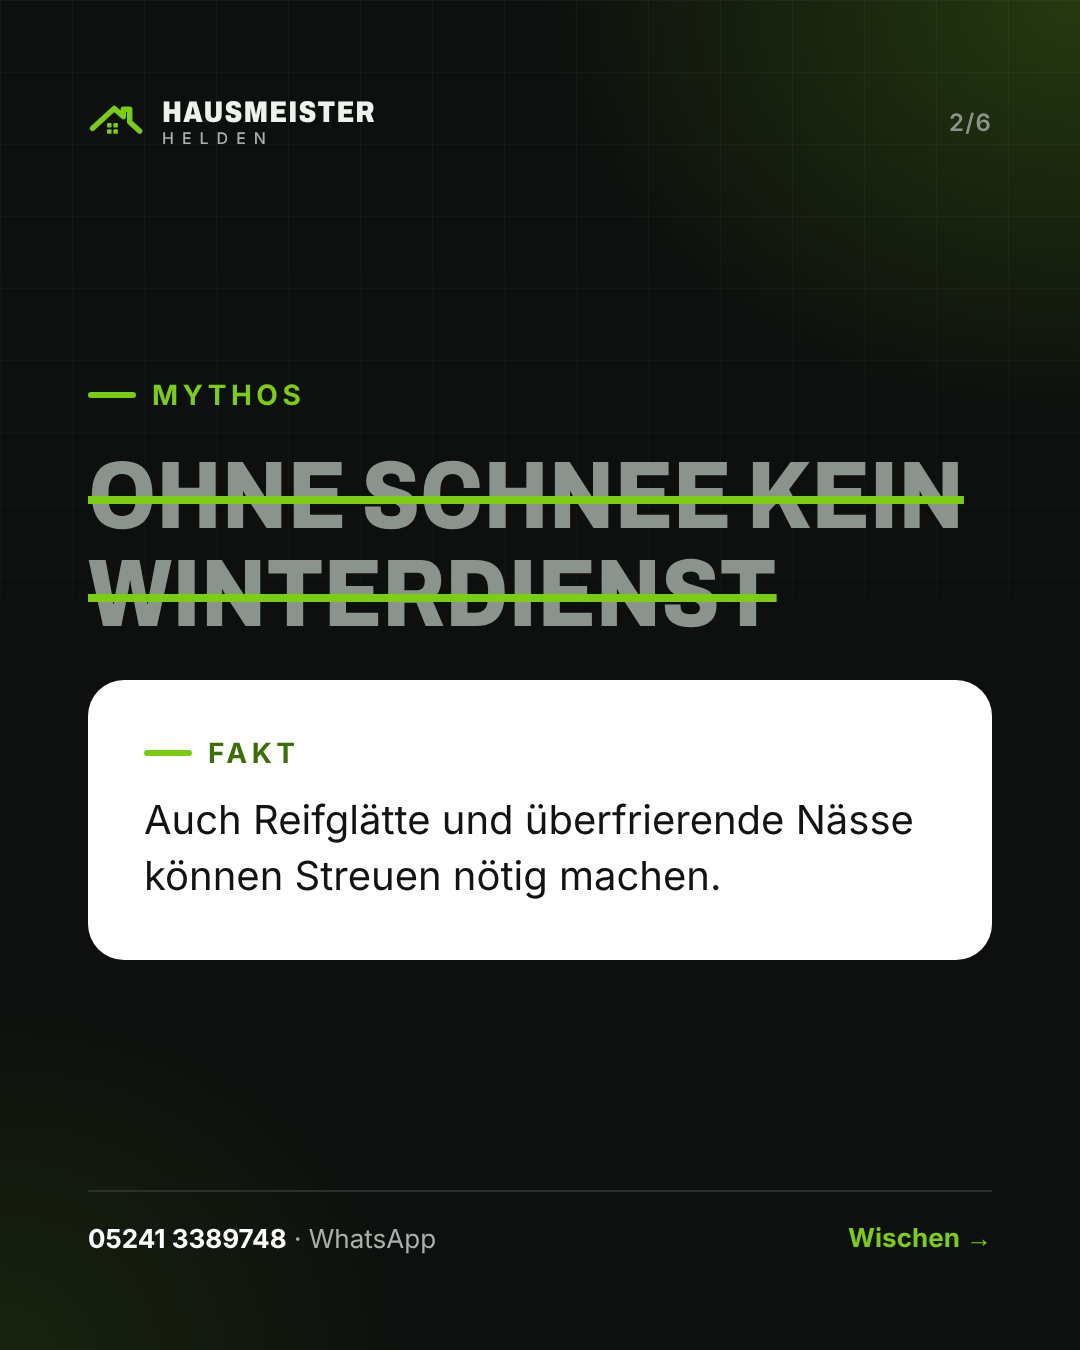 HAUSMEISTER
HELDEN
2/6
MYTHOS
OHNE SCHNEE KEIN
WINTERDIENST
FAKT
Auch Reifglätte und überfrierende Nässe
können Streuen nötig machen.
05241 3389748 · WhatsApp
Wischen →